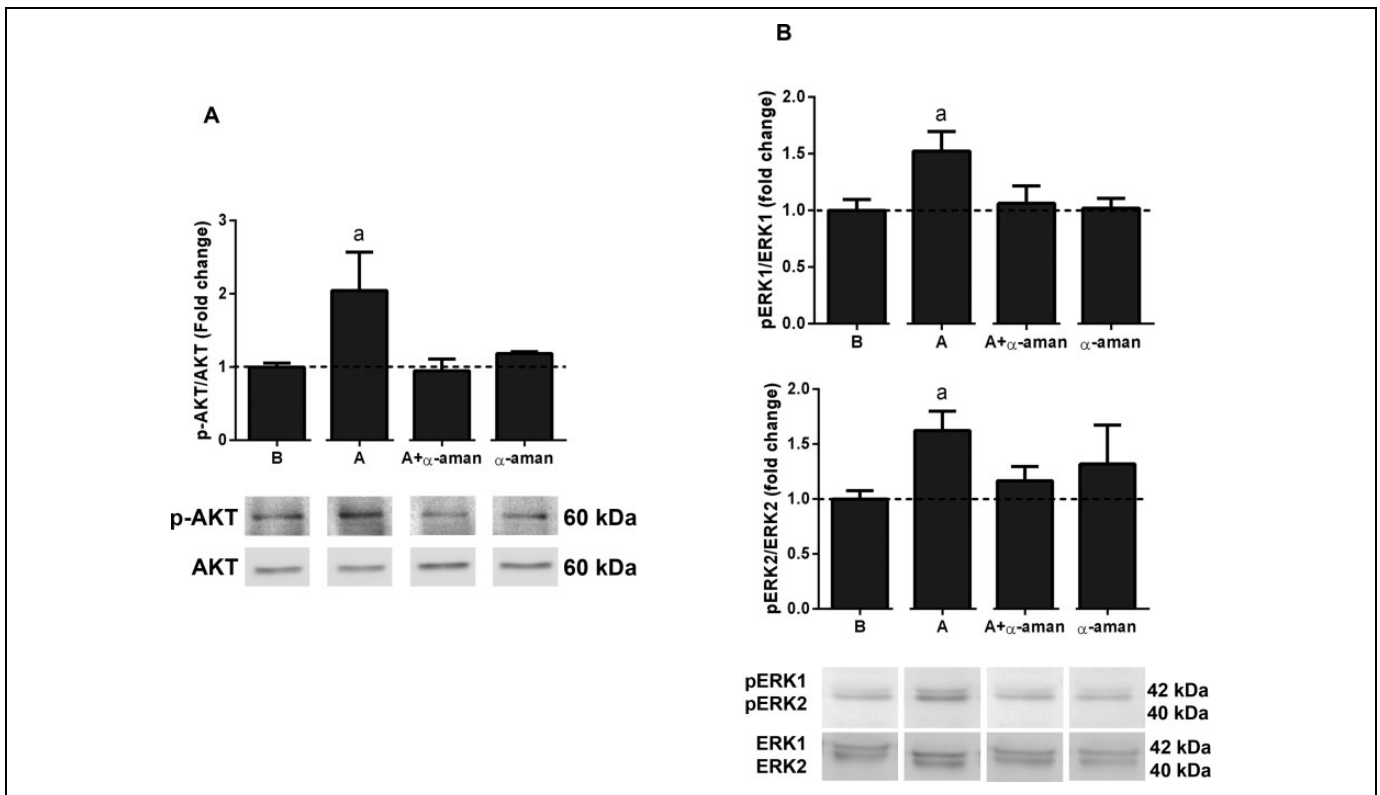 A
p-AKT/AKT (Fold change)
3
2
1
0
a
B A A+α-aman α-aman
p-AKT 60 kDa
AKT 60 kDa
B
pERK1/ERK1 (fold change)
2.0
1.5
1.0
0.5
0.0
a
B A A+α-aman α-aman
pERK2/ERK2 (fold change)
2.0
1.5
1.0
0.5
0.0
a
B A A+α-aman α-aman
pERK1 42 kDa
pERK2 40 kDa
ERK1 42 kDa
ERK2 40 kDa